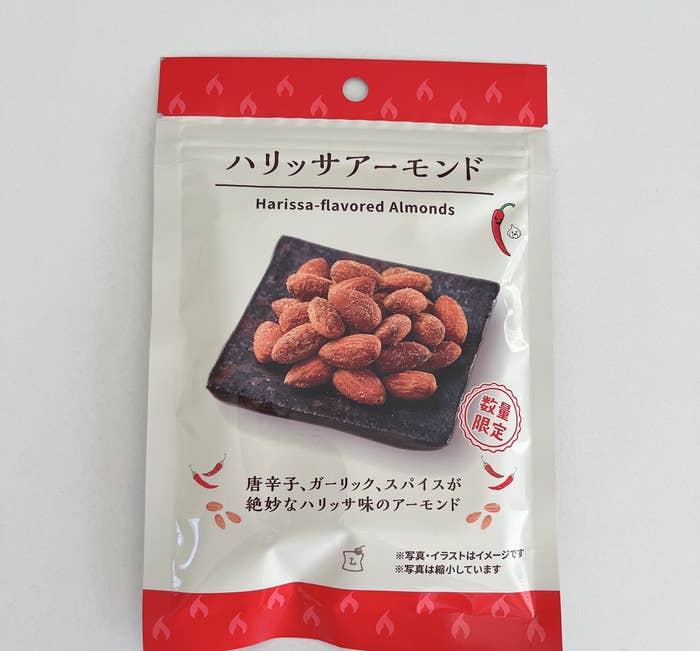 ハリッサアーモンド
Harissa-flavored Almonds
数量
限定
唐辛子、ガーリック、スパイスが
絶妙なハリッサ味のアーモンド
L
※写真・イラストはイメージです
※写真は縮小しています